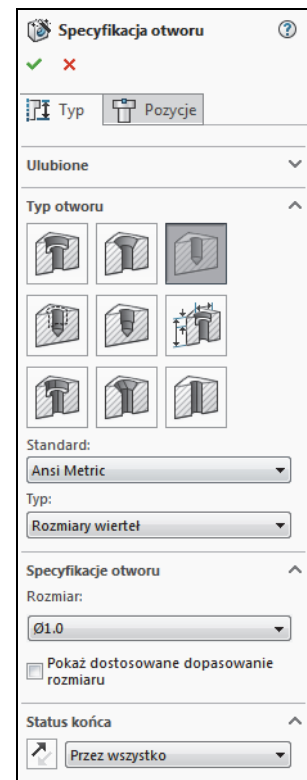 Specyfikacja otworu
Typ
Pozycje
Ulubione
Typ otworu
Standard:
Ansi Metric
Typ:
Rozmiary wierteł
Specyfikacje otworu
Rozmiar:
Ø1.0
Pokaż dostosowane dopasowanie
rozmiaru
Status końca
Przez wszystko